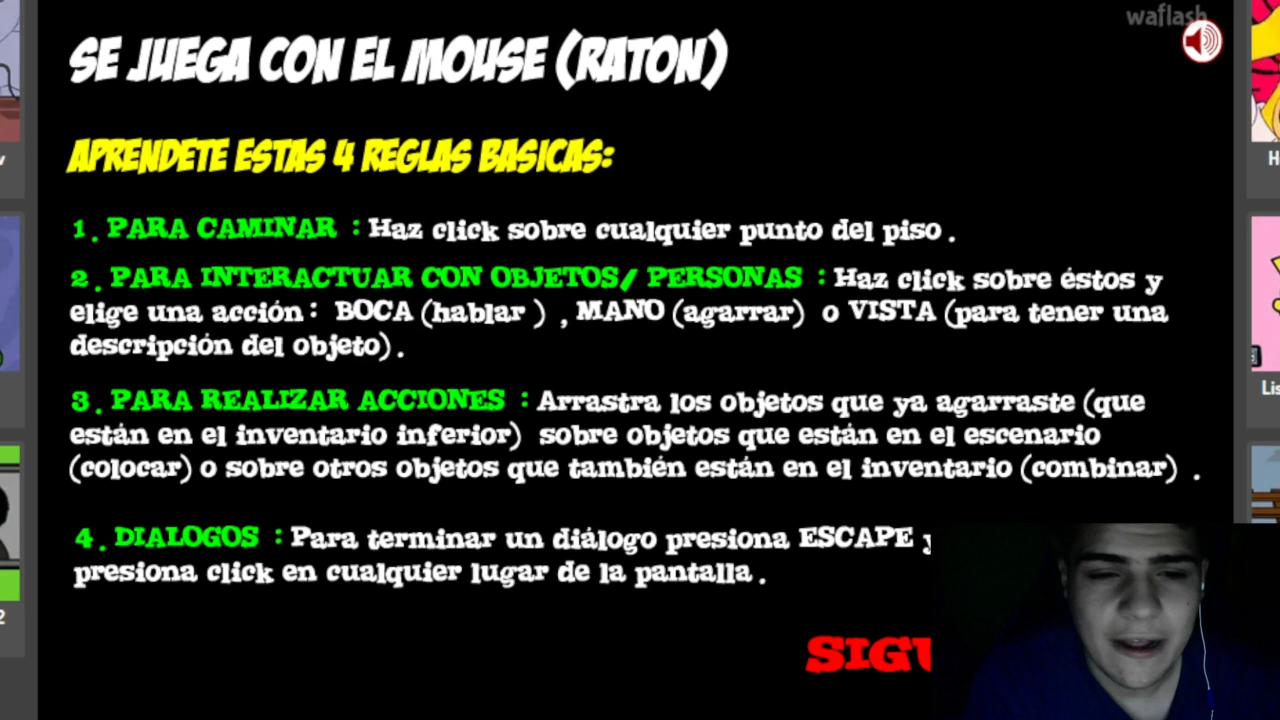 waflash
SE JUEGA CON EL MOUSE (RATON)
APRENDETE ESTAS 4 REGLAS BASICAS:
1. PARA CAMINAR : Haz click sobre cualquier punto del piso.
2. PARA INTERACTUAR CON OBJETOS/ PERSONAS : Haz click sobre éstos y
elige una acción: BOCA (hablar ) , MANO (agarrar) o VISTA (para tener una
descripción del objeto).
3. PARA REALIZAR ACCIONES : Arrastra los objetos que ya agarraste (que
están en el inventario inferior) sobre objetos que están en el escenario
(colocar) o sobre otros objetos que también están en el inventario (combinar) .
4. DIALOGOS : Para terminar un diálogo presiona ESCAPE
presiona click en cualquier lugar de la pantalla.